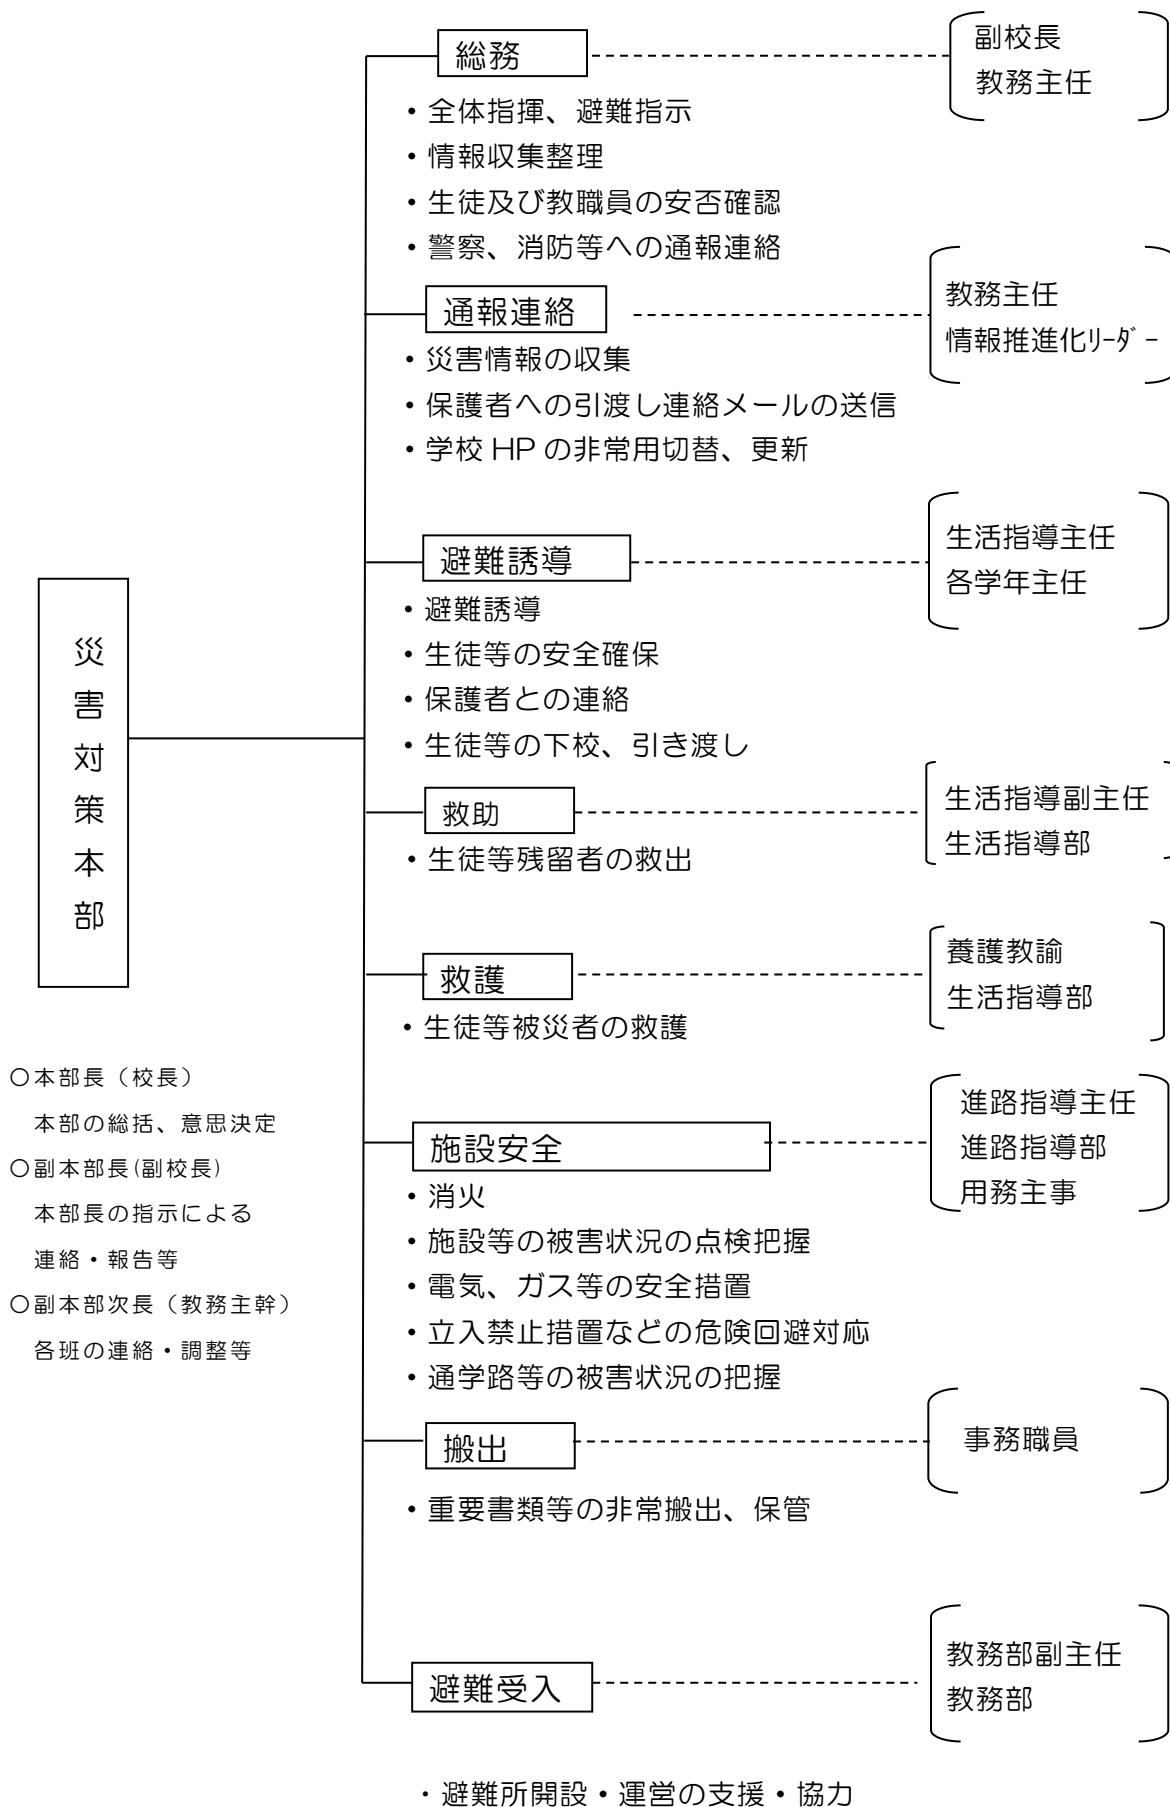 総務
副校長
教務主任
・全体指揮、避難指示
・情報収集整理
・生徒及び教職員の安否確認
・警察、消防等への通報連絡
通報連絡
教務主任
情報推進化ﾘｰﾀﾞｰ
・災害情報の収集
・保護者への引渡し連絡メールの送信
・学校 HP の非常用切替、更新
避難誘導
生活指導主任
各学年主任
・避難誘導
・生徒等の安全確保
・保護者との連絡
・生徒等の下校、引き渡し
災害対策本部
救助
生活指導副主任
生活指導部
・生徒等残留者の救出
救護
養護教諭
生活指導部
・生徒等被災者の救護
〇本部長（校長）
本部の総括、意思決定
〇副本部長(副校長)
本部長の指示による
連絡・報告等
〇副本部次長（教務主幹）
各班の連絡・調整等
施設安全
進路指導主任
進路指導部
用務主事
・消火
・施設等の被害状況の点検把握
・電気、ガス等の安全措置
・立入禁止措置などの危険回避対応
・通学路等の被害状況の把握
搬出
事務職員
・重要書類等の非常搬出、保管
避難受入
教務部副主任
教務部
・避難所開設・運営の支援・協力